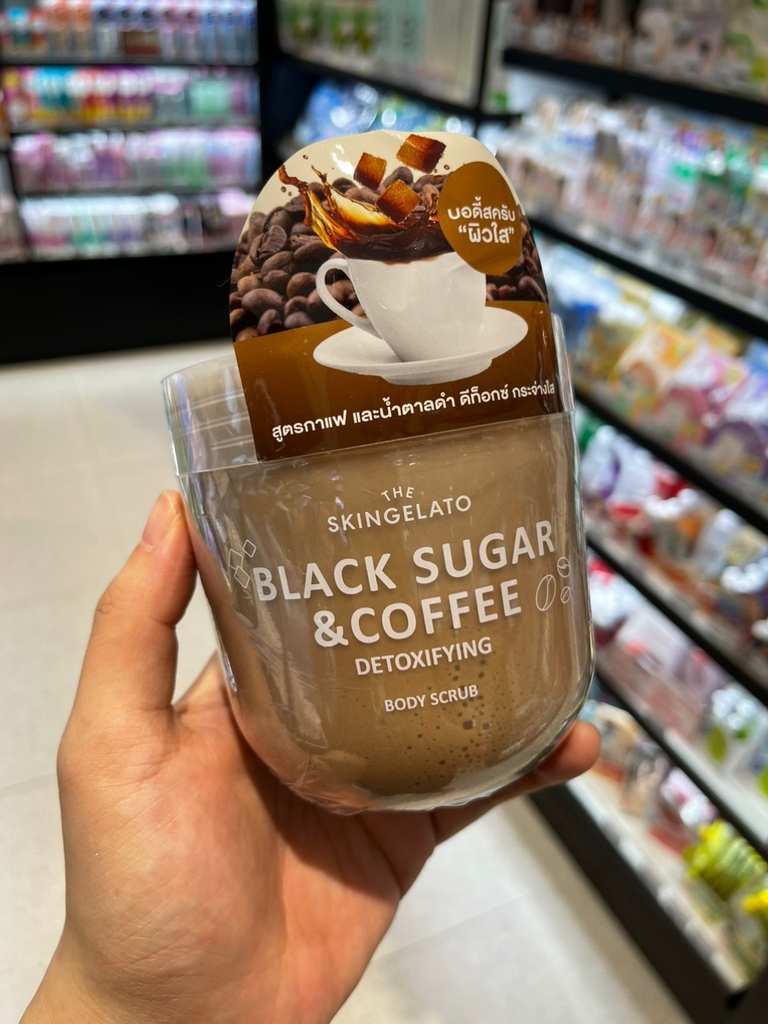 บอดี้สครับ
“ผิวใส”
สูตรกาแฟ และน้ำตาลดำ ดีท็อกซ์ กระจ่างใส
THE
SKINGELATO
BLACK SUGAR
&COFFEE
DETOXIFYING
BODY SCRUB